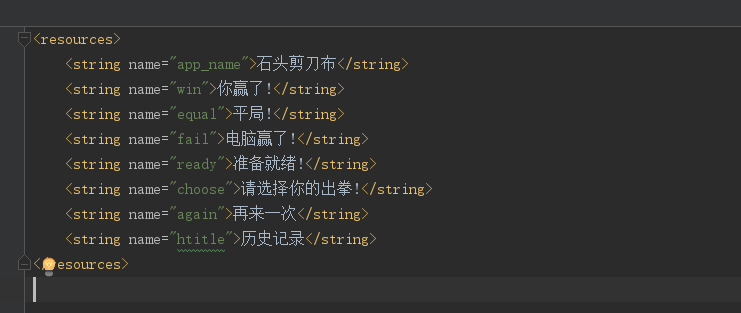 <resources>
<string name="app_name">石头剪刀布</string>
<string name="win">你赢了!</string>
<string name="equal">平局!</string>
<string name="fail">电脑赢了!</string>
<string name="ready">准备就绪!</string>
<string name="choose">请选择你的出拳!</string>
<string name="again">再来一次</string>
<string name="htitle">历史记录</string>
<esources>